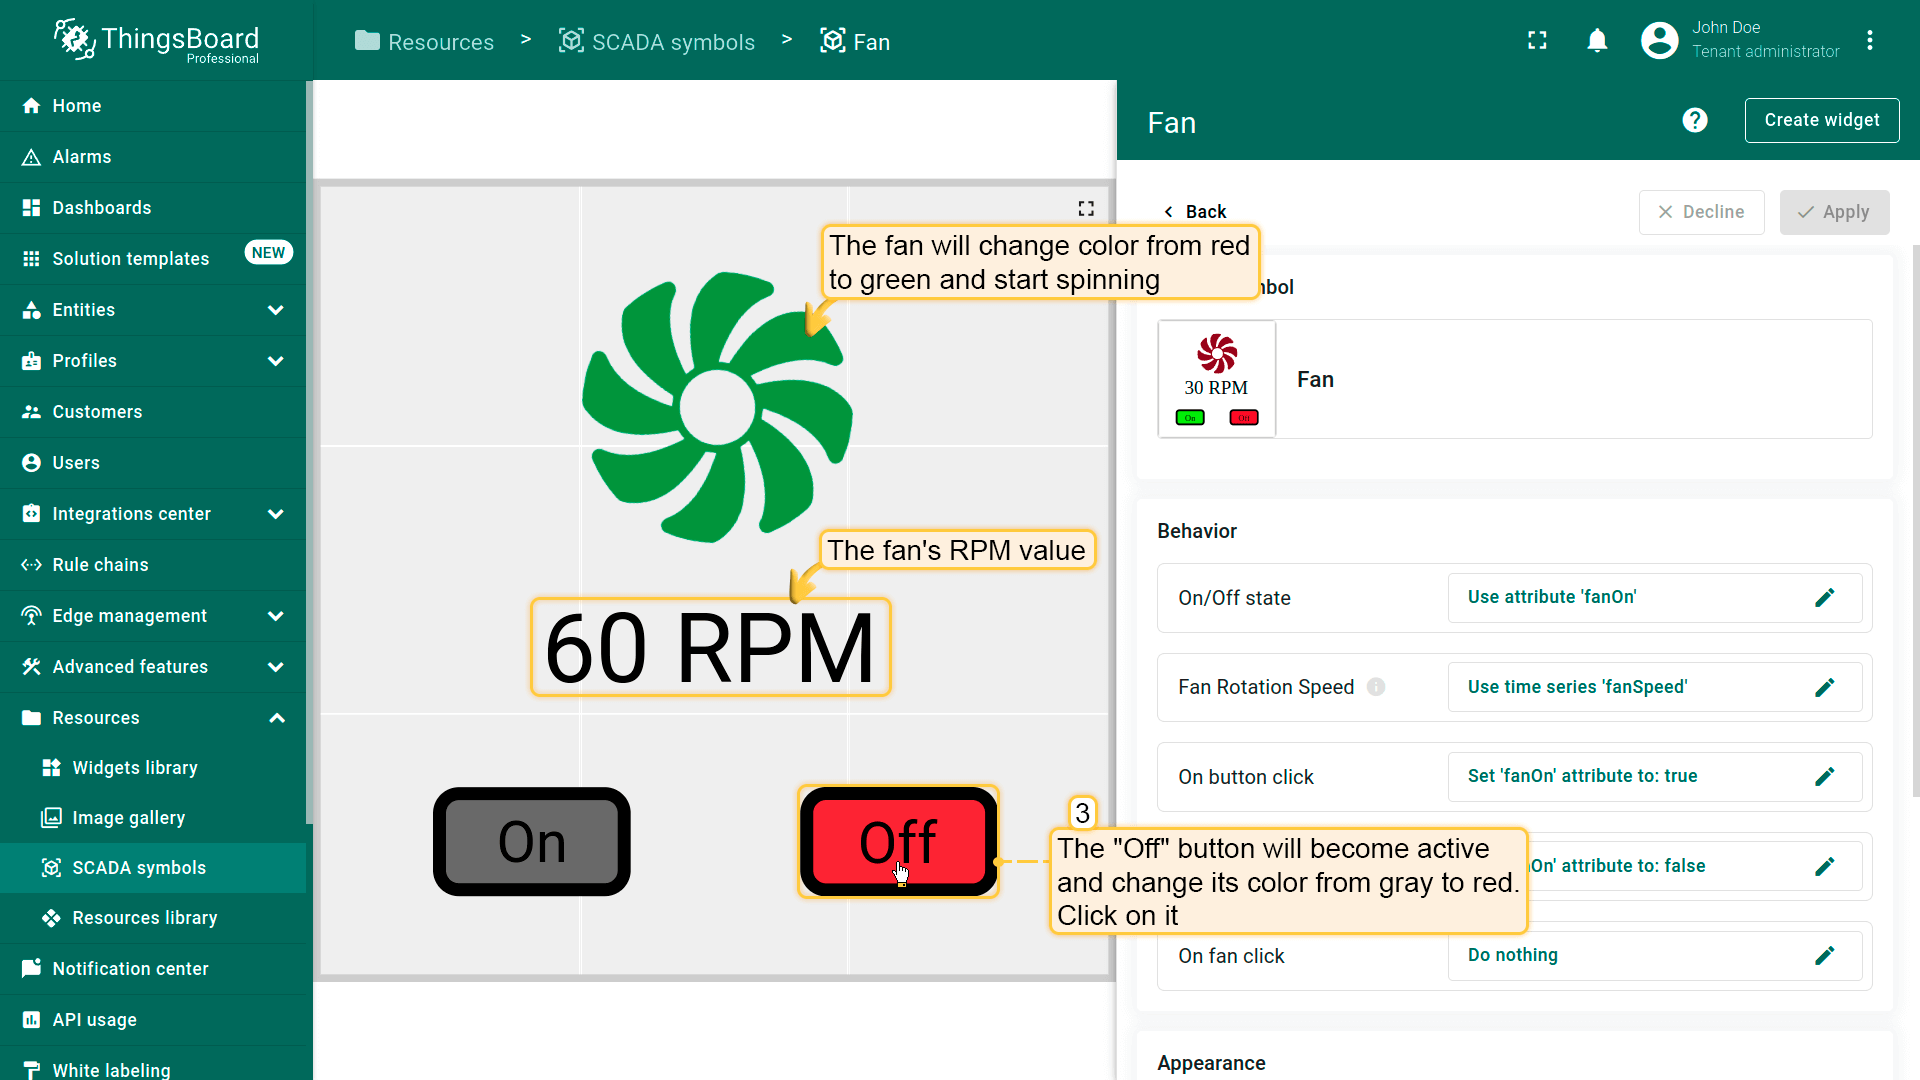 ThingsBoard
Professional
Resources > SCADA symbols > Fan
John Doe
Tenant administrator
Home
Alarms
Dashboards
Solution templates NEW
Entities
Profiles
Customers
Users
Integrations center
Rule chains
Edge management
Advanced features
Resources
Widgets library
Image gallery
SCADA symbols
Resources library
Notification center
API usage
White labeling
The fan will change color from red
to green and start spinning
The fan's RPM value
60 RPM
On
Off
3
The "Off" button will become active
and change its color from gray to red.
Click on it
Fan
? Create widget
Back
Decline
Apply
30 RPM
On
Off
Fan
Behavior
On/Off state
Use attribute 'fanOn'
Fan Rotation Speed
Use time series 'fanSpeed'
On button click
Set 'fanOn' attribute to: true
attribute to: false
On fan click
Do nothing
Appearance